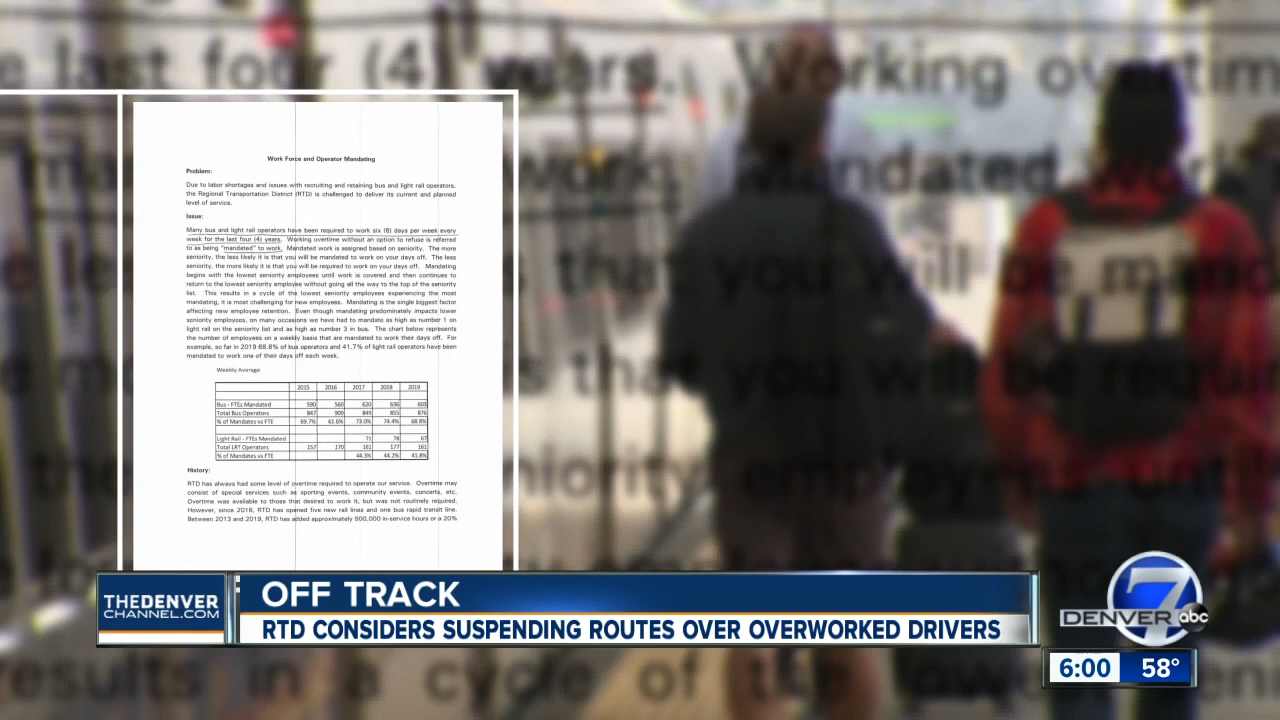 e last four (4) years. Working overtim
Work Force and Operator Mandating
Problem:
Due to labor shortages and issues with recruiting and retaining bus and light rail operators,
the Regional Transportation District (RTD) is challenged to deliver its current and planned
level of service.
Issue:
Many bus and light rail operators have been required to work six (6) days per week every
week for the last four (4) years. Working overtime without an option to refuse is referred
to as being "mandated" to work. Mandated work is assigned based on seniority. The more
seniority, the less likely it is that you will be mandated to work on your days off. The less
seniority, the more likely it is that you will be required to work on your days off. Mandating
begins with the lowest seniority employees until work is covered and then continues to
return to the lowest seniority employee without going all the way to the top of the seniority
list. This results in a cycle of the lowest seniority employees experiencing the most
mandating, it is most challenging for new employees. Mandating is the single biggest factor
affecting new employee retention. Even though mandating predominately impacts lower
seniority employees, on many occasions we have had to mandate as high as number 1 on
light rail on the seniority list and as high as number 3 in bus. The chart below represents
the number of employees on a weekly basis that are mandated to work their days off. For
example, so far in 2019 68.8% of bus operators and 41.7% of light rail operators have been
mandated to work one of their days off each week.
Weekly Average
2015 2016 2017 2018 2019
Bus - FTEs Mandated 590 560 620 636 603
Total Bus Operators 847 909 849 855 876
% of Mandates vs FTE 69.7% 61.6% 73.0% 74.4% 68.8%
Light Rail - FTEs Mandated 71 78 67
Total LRT Operators 157 170 161 177 161
% of Mandates vs FTE 44.3% 44.2% 41.8%
History:
RTD has always had some level of overtime required to operate our service. Overtime may
consist of special services such as sporting events, community events, concerts, etc.
Overtime was available to those that desired to work it, but was not routinely required.
However, since 2016, RTD has opened five new rail lines and one bus rapid transit line.
Between 2013 and 2019, RTD has added approximately 600,000 in-service hours or a 20%
THEDENVER
CHANNEL.COM
OFF TRACK
RTD CONSIDERS SUSPENDING ROUTES OVER OVERWORKED DRIVERS
7
DENVER abc
6:00 58°
results in a cycle of the lowe